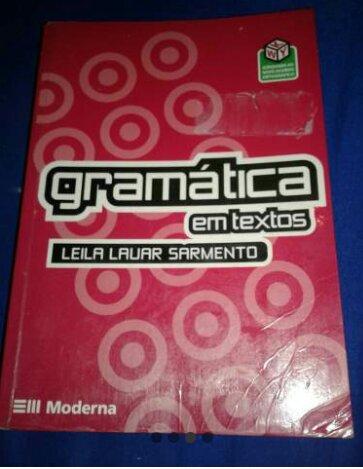 gramática
em textos
LEILA LAUAR SARMENTO
Moderna